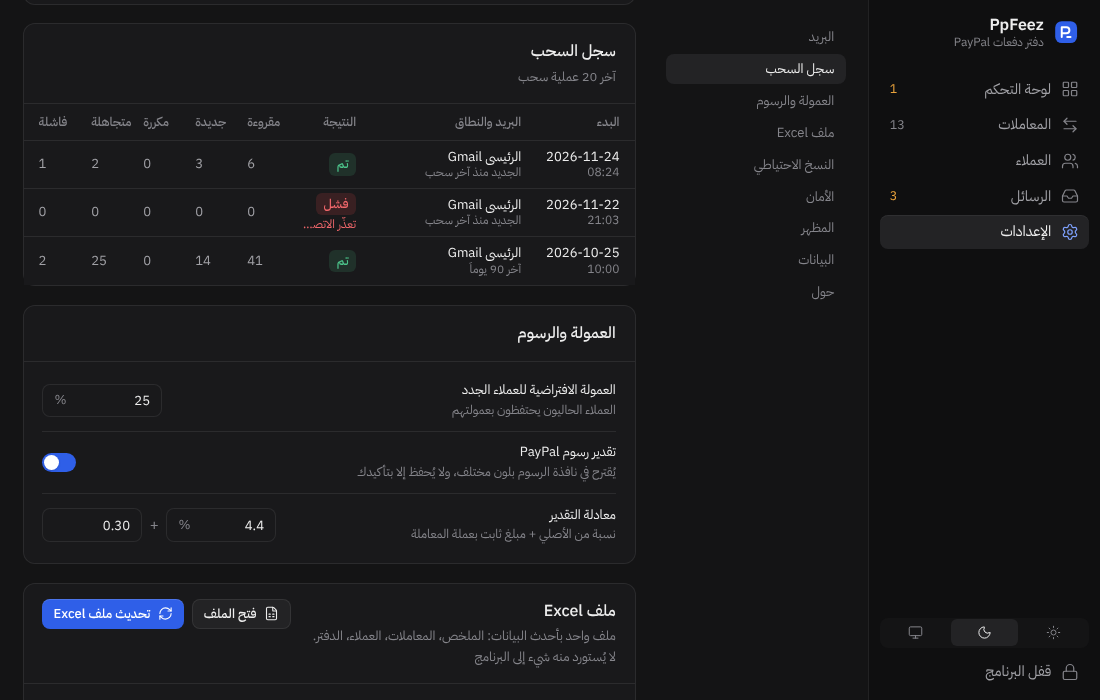 PpFeez
دفتر دفعات PayPal
لوحة التحكم 1
المعاملات 13
العملاء
الرسائل 3
الإعدادات
قفل البرنامج
البريد
سجل السحب
العمولة والرسوم
ملف Excel
النسخ الاحتياطي
الأمان
المظهر
البيانات
حول
سجل السحب
آخر 20 عملية سحب
البدء البريد والنطاق النتيجة مقروءة جديدة مكررة متجاهلة فاشلة
2026-11-24 الرئيسي Gmail تم 6 3 0 2 1
08:24 الجديد منذ آخر سحب
2026-11-22 الرئيسي Gmail فشل 0 0 0 0 0
21:03 الجديد منذ آخر سحب تعذّر الاتصـ...
2026-10-25 الرئيسي Gmail تم 41 14 0 25 2
10:00 آخر 90 يوماً
العمولة والرسوم
العمولة الافتراضية للعملاء الجدد 25 %
العملاء الحاليون يحتفظون بعمولتهم
تقدير رسوم PayPal
يُقترح في نافذة الرسوم بلون مختلف، ولا يُحفظ إلا بتأكيدك
معادلة التقدير 4.4 % + 0.30
نسبة من الأصلي + مبلغ ثابت بعملة المعاملة
ملف Excel فتح الملف تحديث ملف Excel
ملف واحد بأحدث البيانات: الملخص، المعاملات، العملاء، الدفتر.
لا يُستورد منه شيء إلى البرنامج